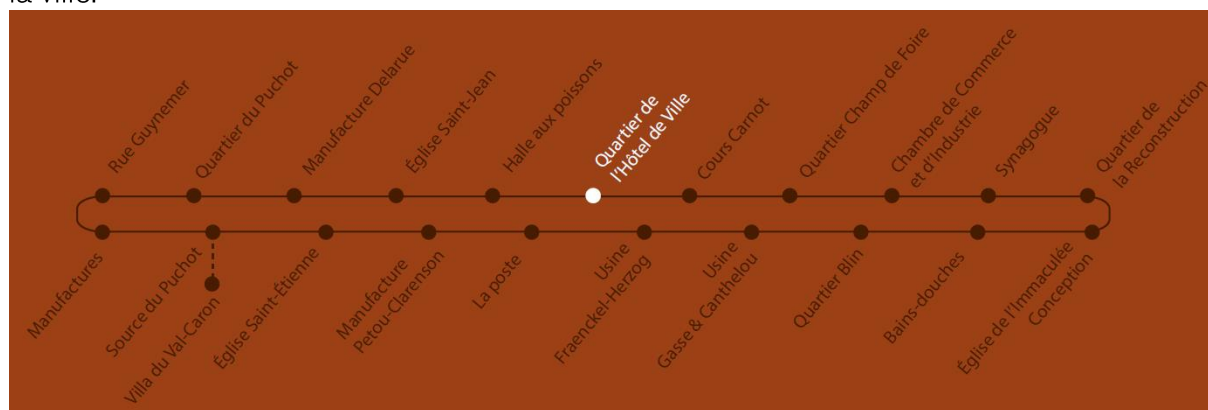 la ville.
Rue Guynemer
Quartier du Puchot
Manufacture Delarue
Église Saint-Jean
Halle aux poissons
Quartier de
l'Hôtel de Ville
Cours Carnot
Quartier Champ de Foire
Chambre de Commerce
et d'Industrie
Synagogue
Quartier de
la Reconstruction
Manufactures
Source du Puchot
Villa du Val-Caron
Église Saint-Étienne
Manufacture
Petou-Clarenson
La poste
Usine
Fraenckel-Herzog
Usine
Gasse & Canthelou
Quartier Blin
Bains-douches
Église de l'Immaculée
Conception